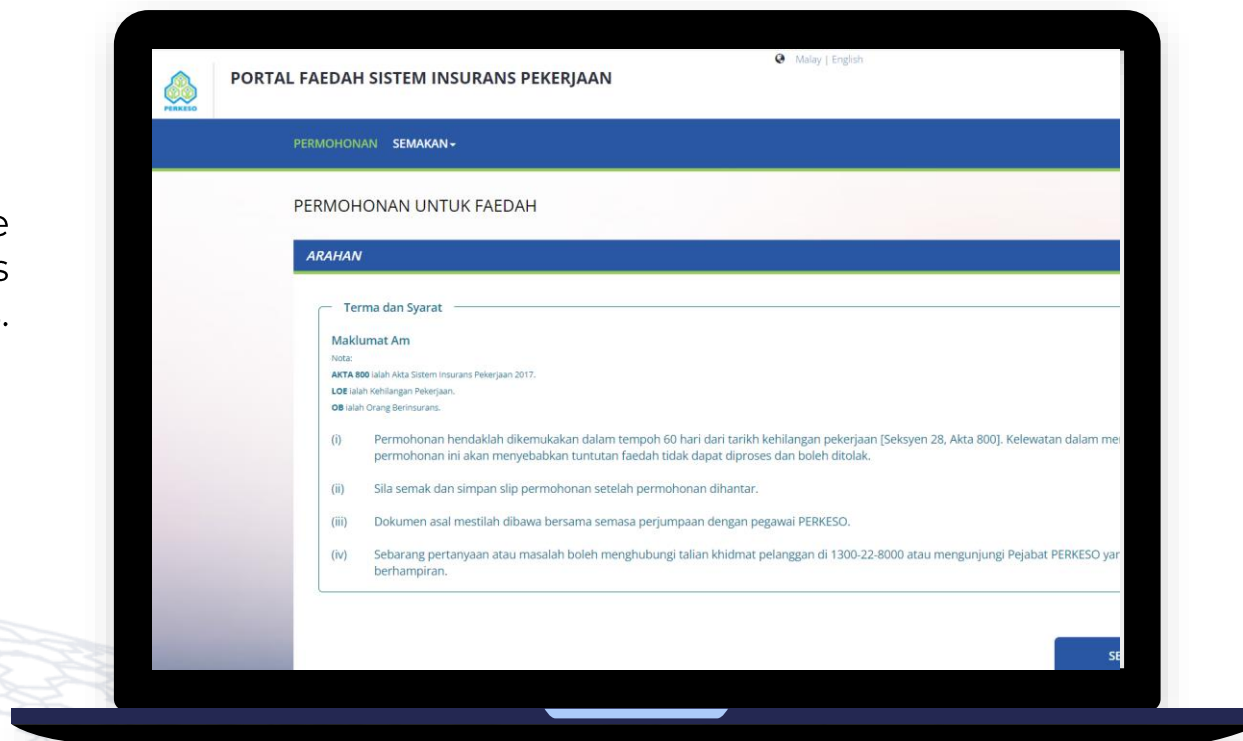 e
s
.
PERKESO
PORTAL FAEDAH SISTEM INSURANS PEKERJAAN
Malay | English
PERMOHONAN SEMAKAN
PERMOHONAN UNTUK FAEDAH
ARAHAN
Terma dan Syarat
Maklumat Am
Nota:
AKTA 800 ialah Akta Sistem Insurans Pekerjaan 2017.
LOE ialah Kehilangan Pekerjaan.
OB ialah Orang Berinsurans.
(i) Permohonan hendaklah dikemukakan dalam tempoh 60 hari dari tarikh kehilangan pekerjaan [Seksyen 28, Akta 800]. Kelewatan dalam
permohonan ini akan menyebabkan tuntutan faedah tidak dapat diproses dan boleh ditolak.
(ii) Sila semak dan simpan slip permohonan setelah permohonan dihantar.
(iii) Dokumen asal mestilah dibawa bersama semasa perjumpaan dengan pegawai PERKESO.
(iv) Sebarang pertanyaan atau masalah boleh menghubungi talian khidmat pelanggan di 1300-22-8000 atau mengunjungi Pejabat PERKESO
berhampiran.